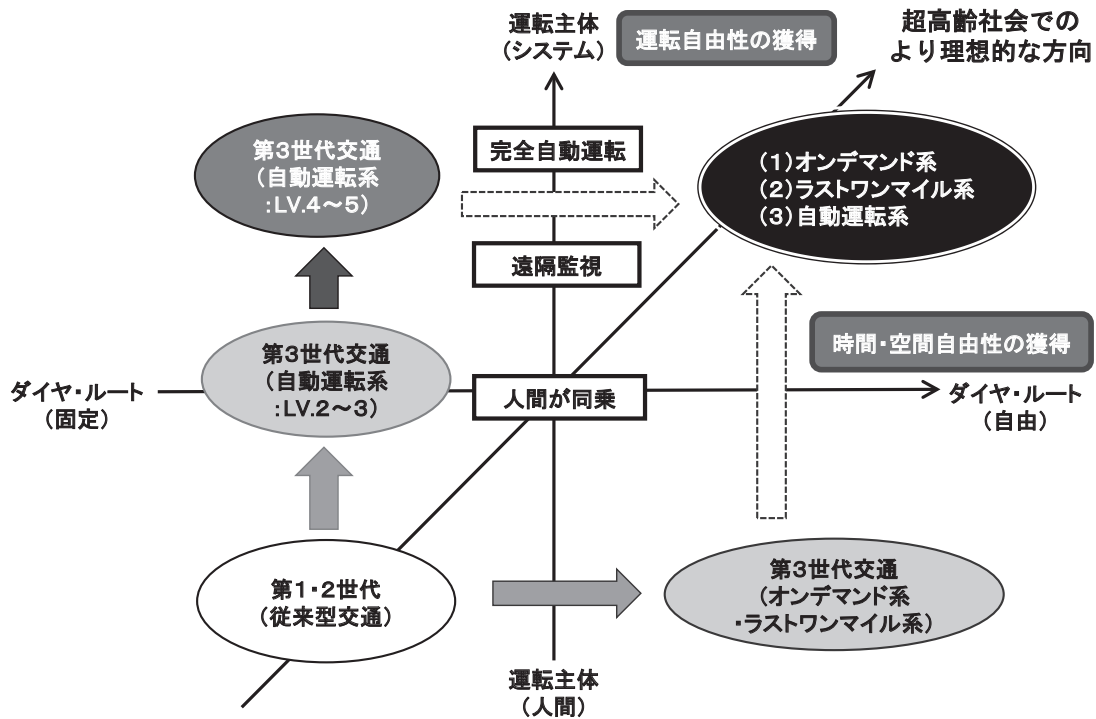 運転主体
(システム)
運転自由性の獲得
超高齢社会での
より理想的な方向
第3世代交通
(自動運転系
:LV.4～5)
完全自動運転
(1)オンデマンド系
(2)ラストワンマイル系
(3)自動運転系
遠隔監視
時間・空間自由性の獲得
第3世代交通
(自動運転系
:LV.2～3)
ダイヤ・ルート
(固定)
人間が同乗
ダイヤ・ルート
(自由)
第1・2世代
(従来型交通)
第3世代交通
(オンデマンド系
・ラストワンマイル系)
運転主体
(人間)